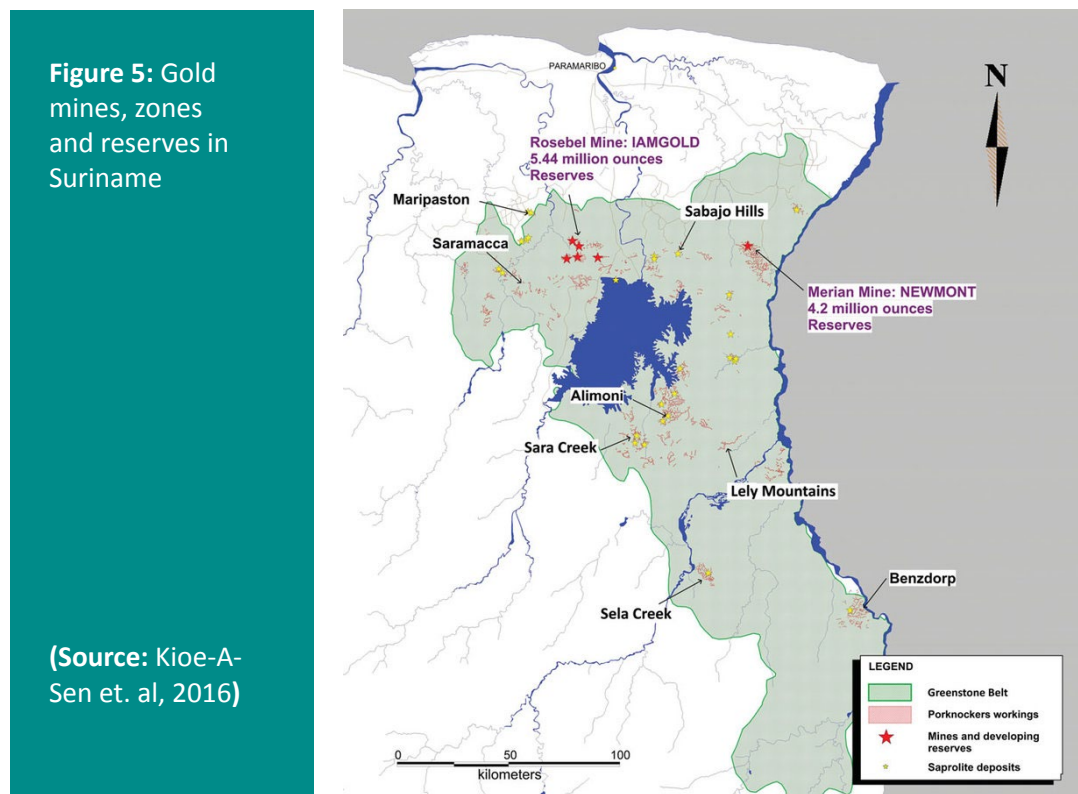 Figure 5: Gold
mines, zones
and reserves in
Suriname
(Source: Kioe-A-
Sen et. al, 2016)
PARAMARIBO
N
Rosebel Mine: IAMGOLD
5.44 million ounces
Reserves
Maripaston
Sabajo Hills
Saramacca
Merian Mine: NEWMONT
4.2 million ounces
Reserves
Alimoni
Sara Creek
Lely Mountains
Benzdorp
Sela Creek
LEGEND
Greenstone Belt
Porknockers workings
Mines and developing
reserves
Saprolite deposits
0 50 100
kilometers